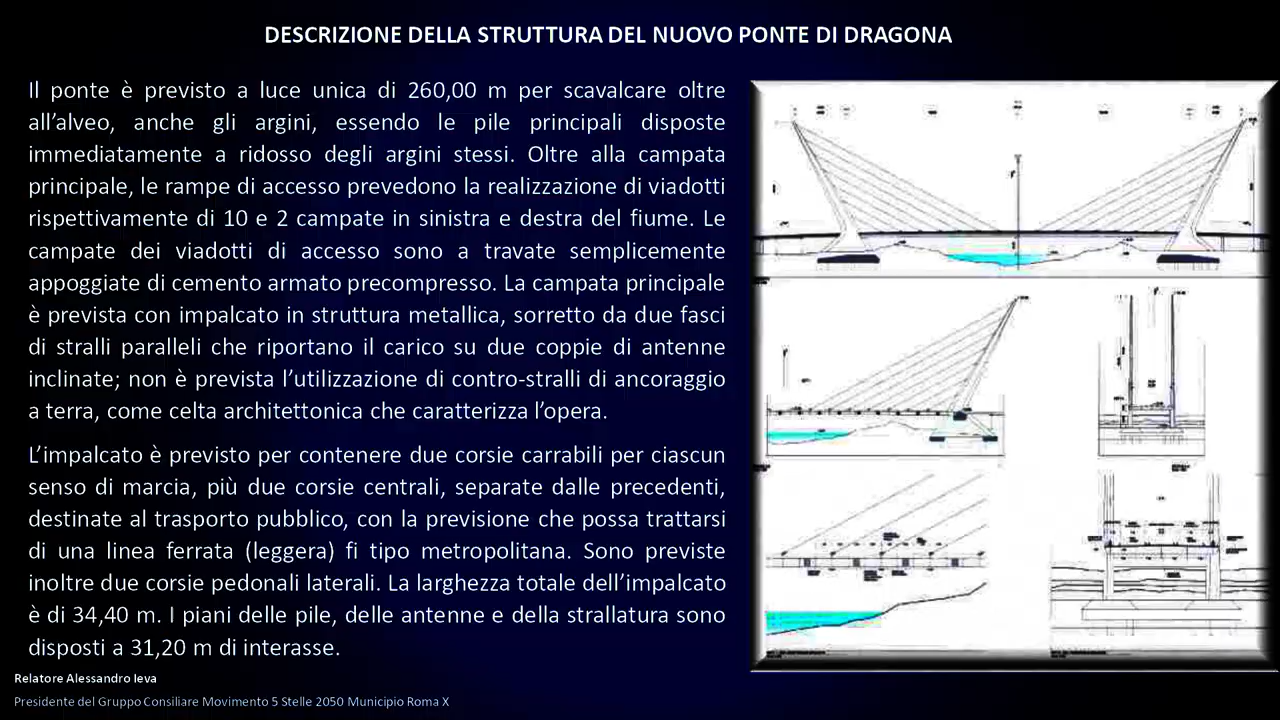 DESCRIZIONE DELLA STRUTTURA DEL NUOVO PONTE DI DRAGONA
Il ponte è previsto a luce unica di 260,00 m per scavalcare oltre
all’alveo, anche gli argini, essendo le pile principali disposte
immediatamente a ridosso degli argini stessi. Oltre alla campata
principale, le rampe di accesso prevedono la realizzazione di viadotti
rispettivamente di 10 e 2 campate in sinistra e destra del fiume. Le
campate dei viadotti di accesso sono a travate semplicemente
appoggiate di cemento armato precompresso. La campata principale
è prevista con impalcato in struttura metallica, sorretto da due fasci
di stralli paralleli che riportano il carico su due coppie di antenne
inclinate; non è prevista l’utilizzazione di contro-stralli di ancoraggio
a terra, come celta architettonica che caratterizza l’opera.
L’impalcato è previsto per contenere due corsie carrabili per ciascun
senso di marcia, più due corsie centrali, separate dalle precedenti,
destinate al trasporto pubblico, con la previsione che possa trattarsi
di una linea ferrata (leggera) fi tipo metropolitana. Sono previste
inoltre due corsie pedonali laterali. La larghezza totale dell’impalcato
è di 34,40 m. I piani delle pile, delle antenne e della strallatura sono
disposti a 31,20 m di interasse.
Relatore Alessandro Ieva
Presidente del Gruppo Consiliare Movimento 5 Stelle 2050 Municipio Roma X